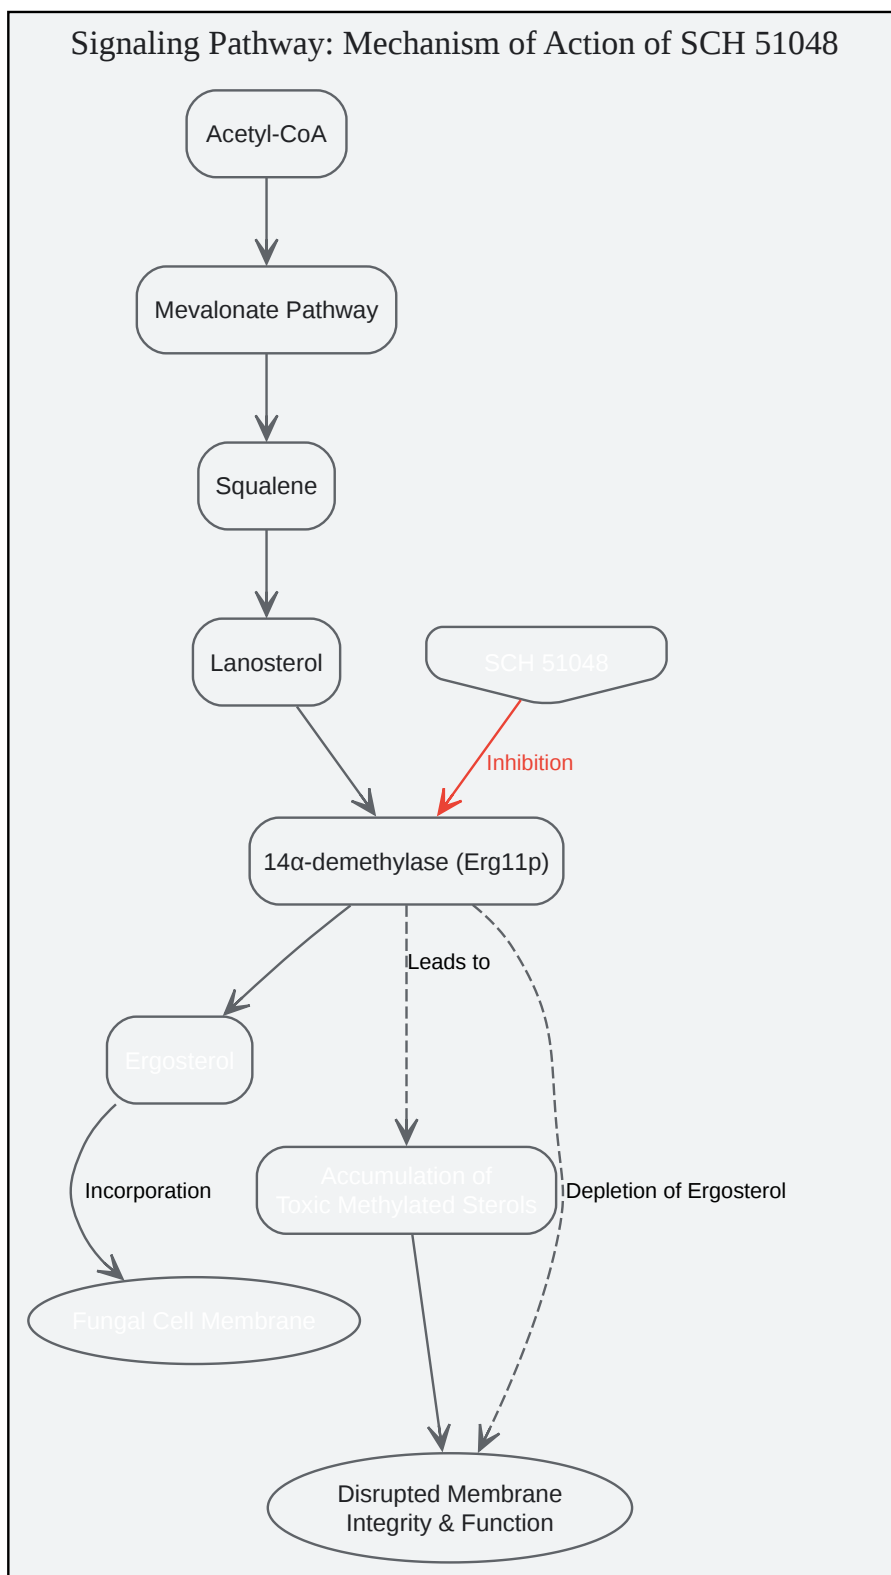 Signaling Pathway: Mechanism of Action of SCH 51048
Acetyl-CoA
Mevalonate Pathway
Squalene
Lanosterol
SCH 51048
Inhibition
14α-demethylase (Erg11p)
Leads to
Ergosterol
Accumulation of
Toxic Methylated Sterols
Incorporation
Depletion of Ergosterol
Fungal Cell Membrane
Disrupted Membrane
Integrity & Function